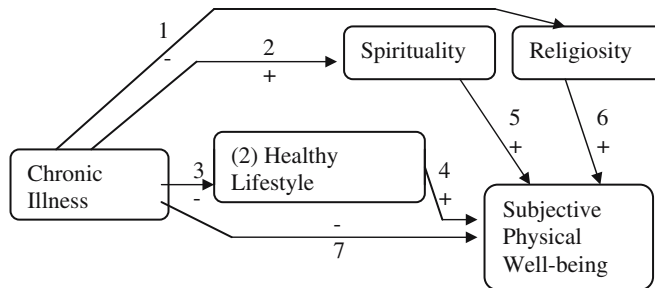 1
-
2
+
Spirituality
Religiosity
5
+
6
+
Chronic
Illness
3
-
(2) Healthy
Lifestyle
4
+
-
7
Subjective
Physical
Well-being